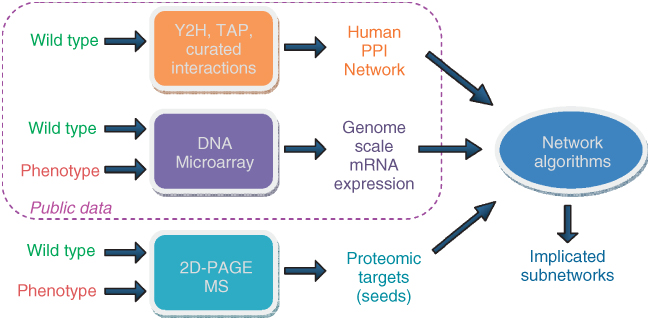 Wild type
Y2H, TAP,
curated
interactions
Human
PPI
Network
Wild type
Phenotype
DNA
Microarray
Genome
scale
mRNA
expression
Network
algorithms
Public data
Wild type
Phenotype
2D-PAGE
MS
Proteomic
targets
(seeds)
Implicated
subnetworks